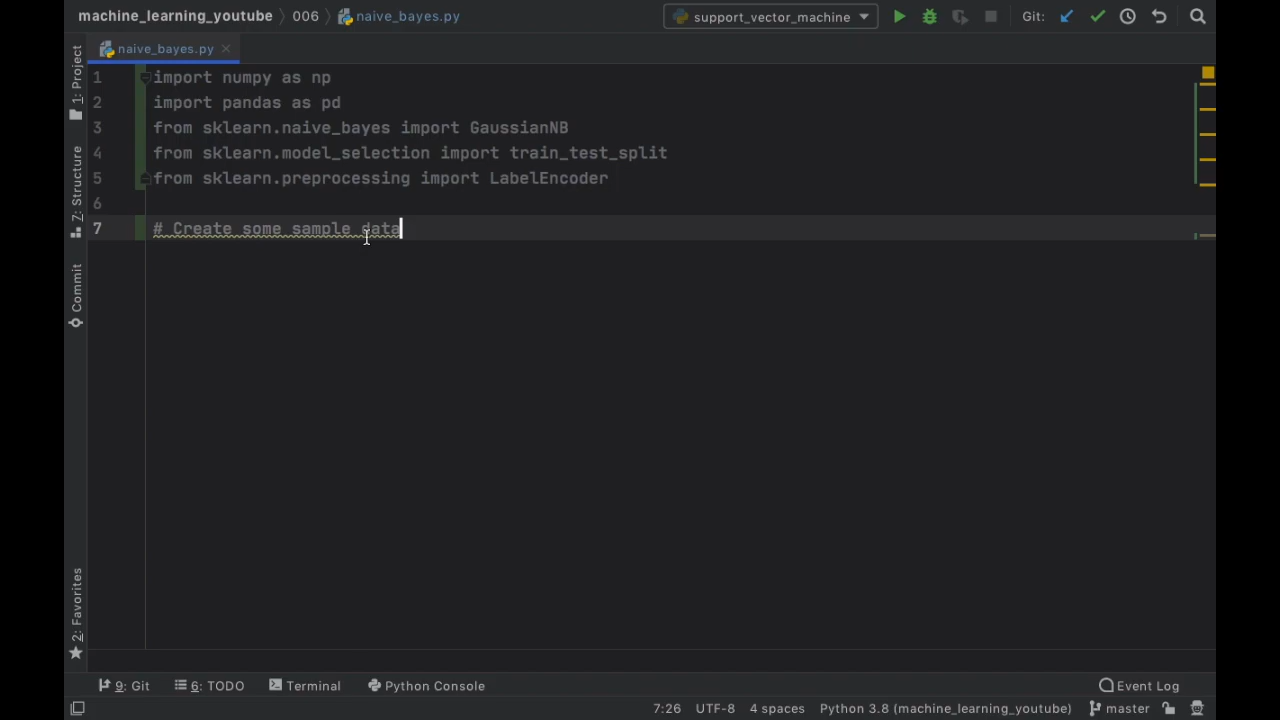 machine_learning_youtube 006 naive_bayes.py support_vector_machine Git:
naive_bayes.py
1: Project
7: Structure
Commit
2: Favorites
1 import numpy as np
2 import pandas as pd
3 from sklearn.naive_bayes import GaussianNB
4 from sklearn.model_selection import train_test_split
5 from sklearn.preprocessing import LabelEncoder
6
7 # Create some sample data
9: Git 6: TODO Terminal Python Console Event Log
7:26 UTF-8 4 spaces Python 3.8 (machine_learning_youtube) master